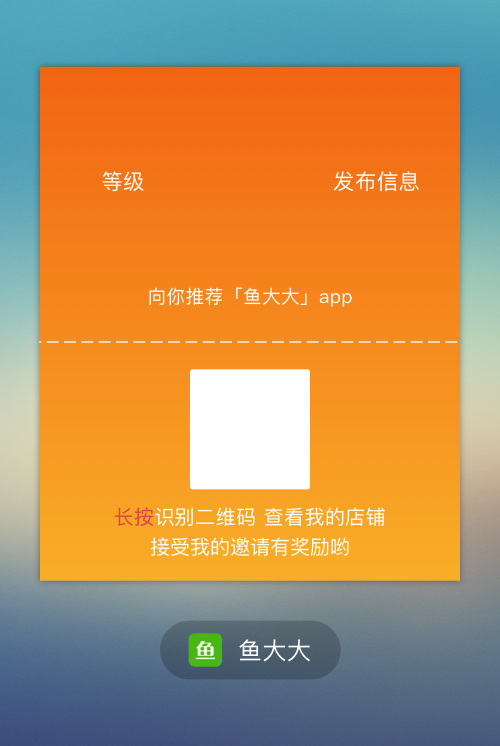 等级 发布信息
向你推荐「鱼大大」app
长按识别二维码 查看我的店铺
接受我的邀请有奖励哟
鱼 鱼大大